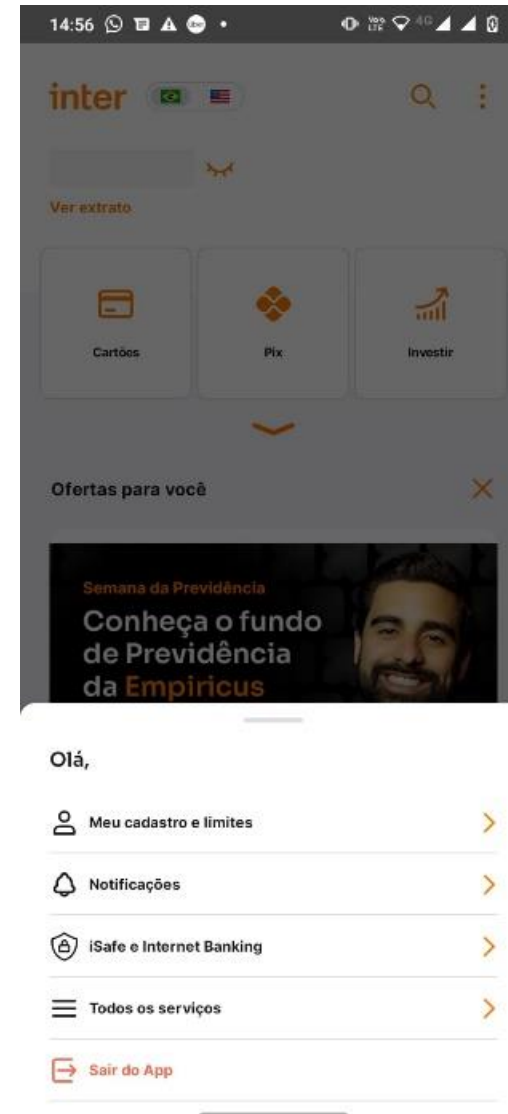 14:56
4G
inter
Ver extrato
Cartões
Pix
Investir
Ofertas para você
Semana da Previdência
Conheça o fundo
de Previdência
da Empiricus
Olá,
Meu cadastro e limites
Notificações
iSafe e Internet Banking
Todos os serviços
Sair do App